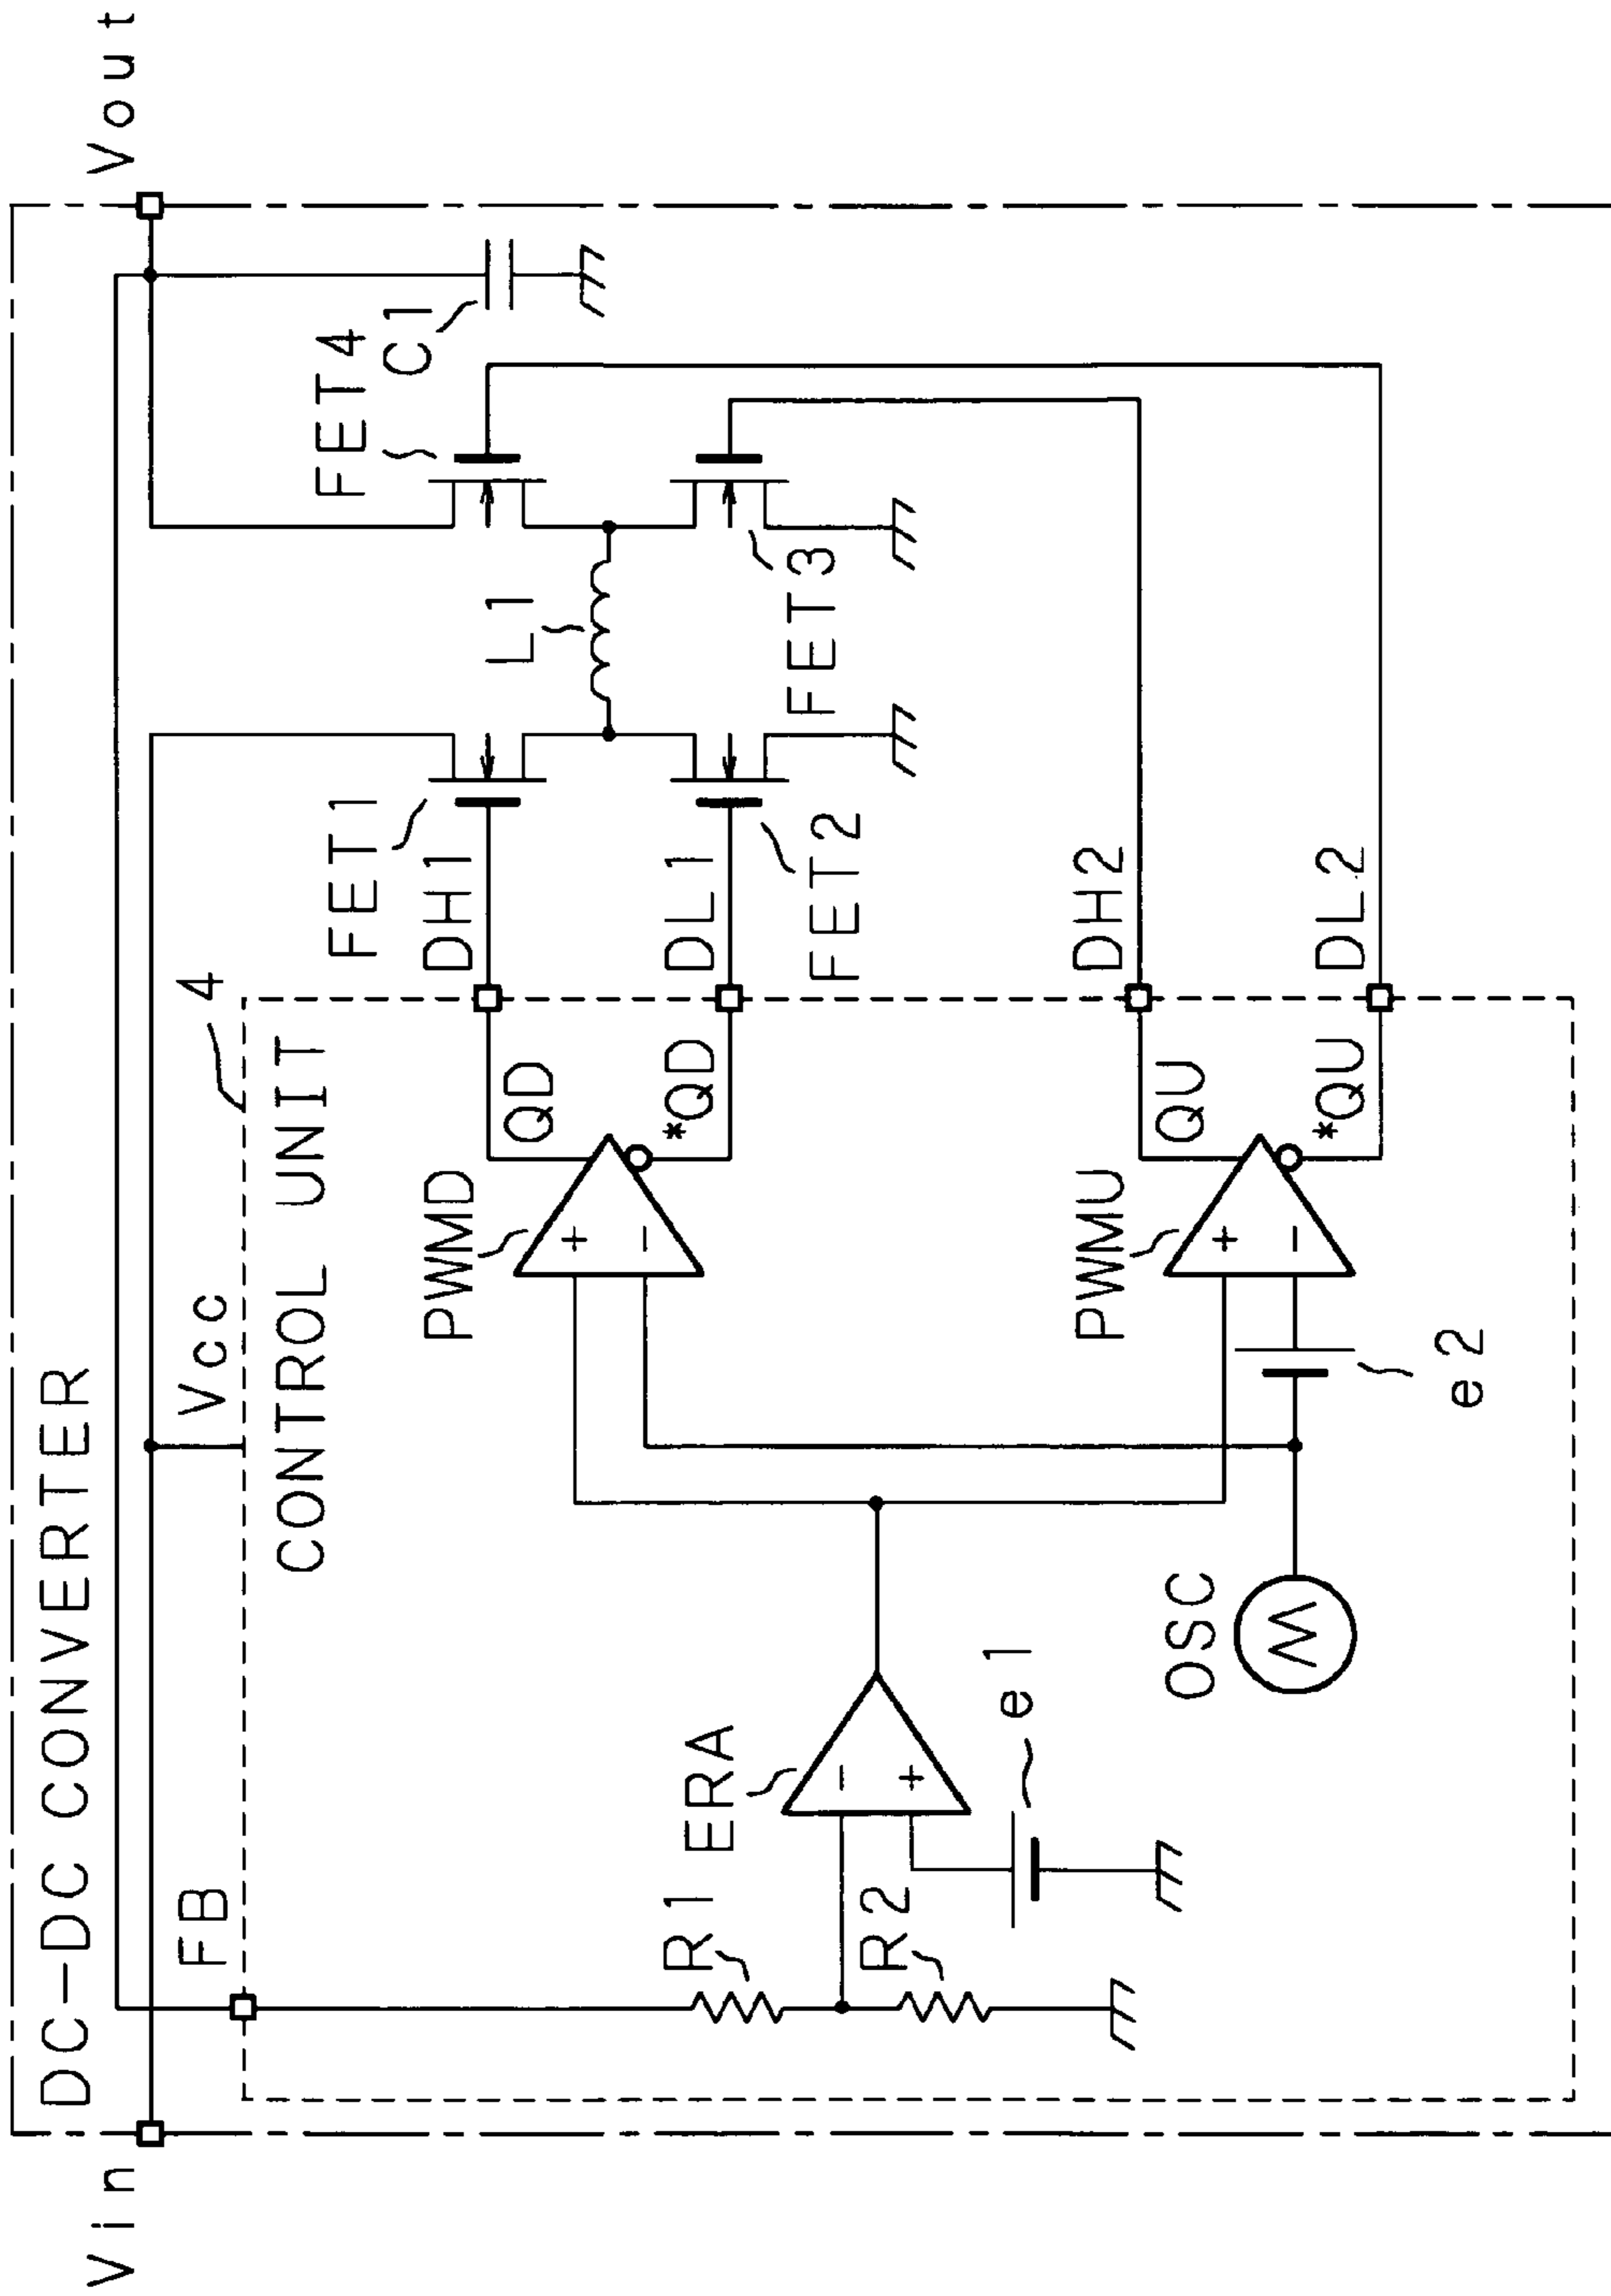 DC-DC CONVERTER
Vin
Vout
FB
Vcc
4
CONTROL UNIT
FET1
FET4
C1
DH1
L1
QD
PWMD
+
-
*QD
DL1
FET2
FET3
R1
ERA
-
+
R2
e1
DH2
QU
PWMU
+
-
*QU
DL2
OSC
e2